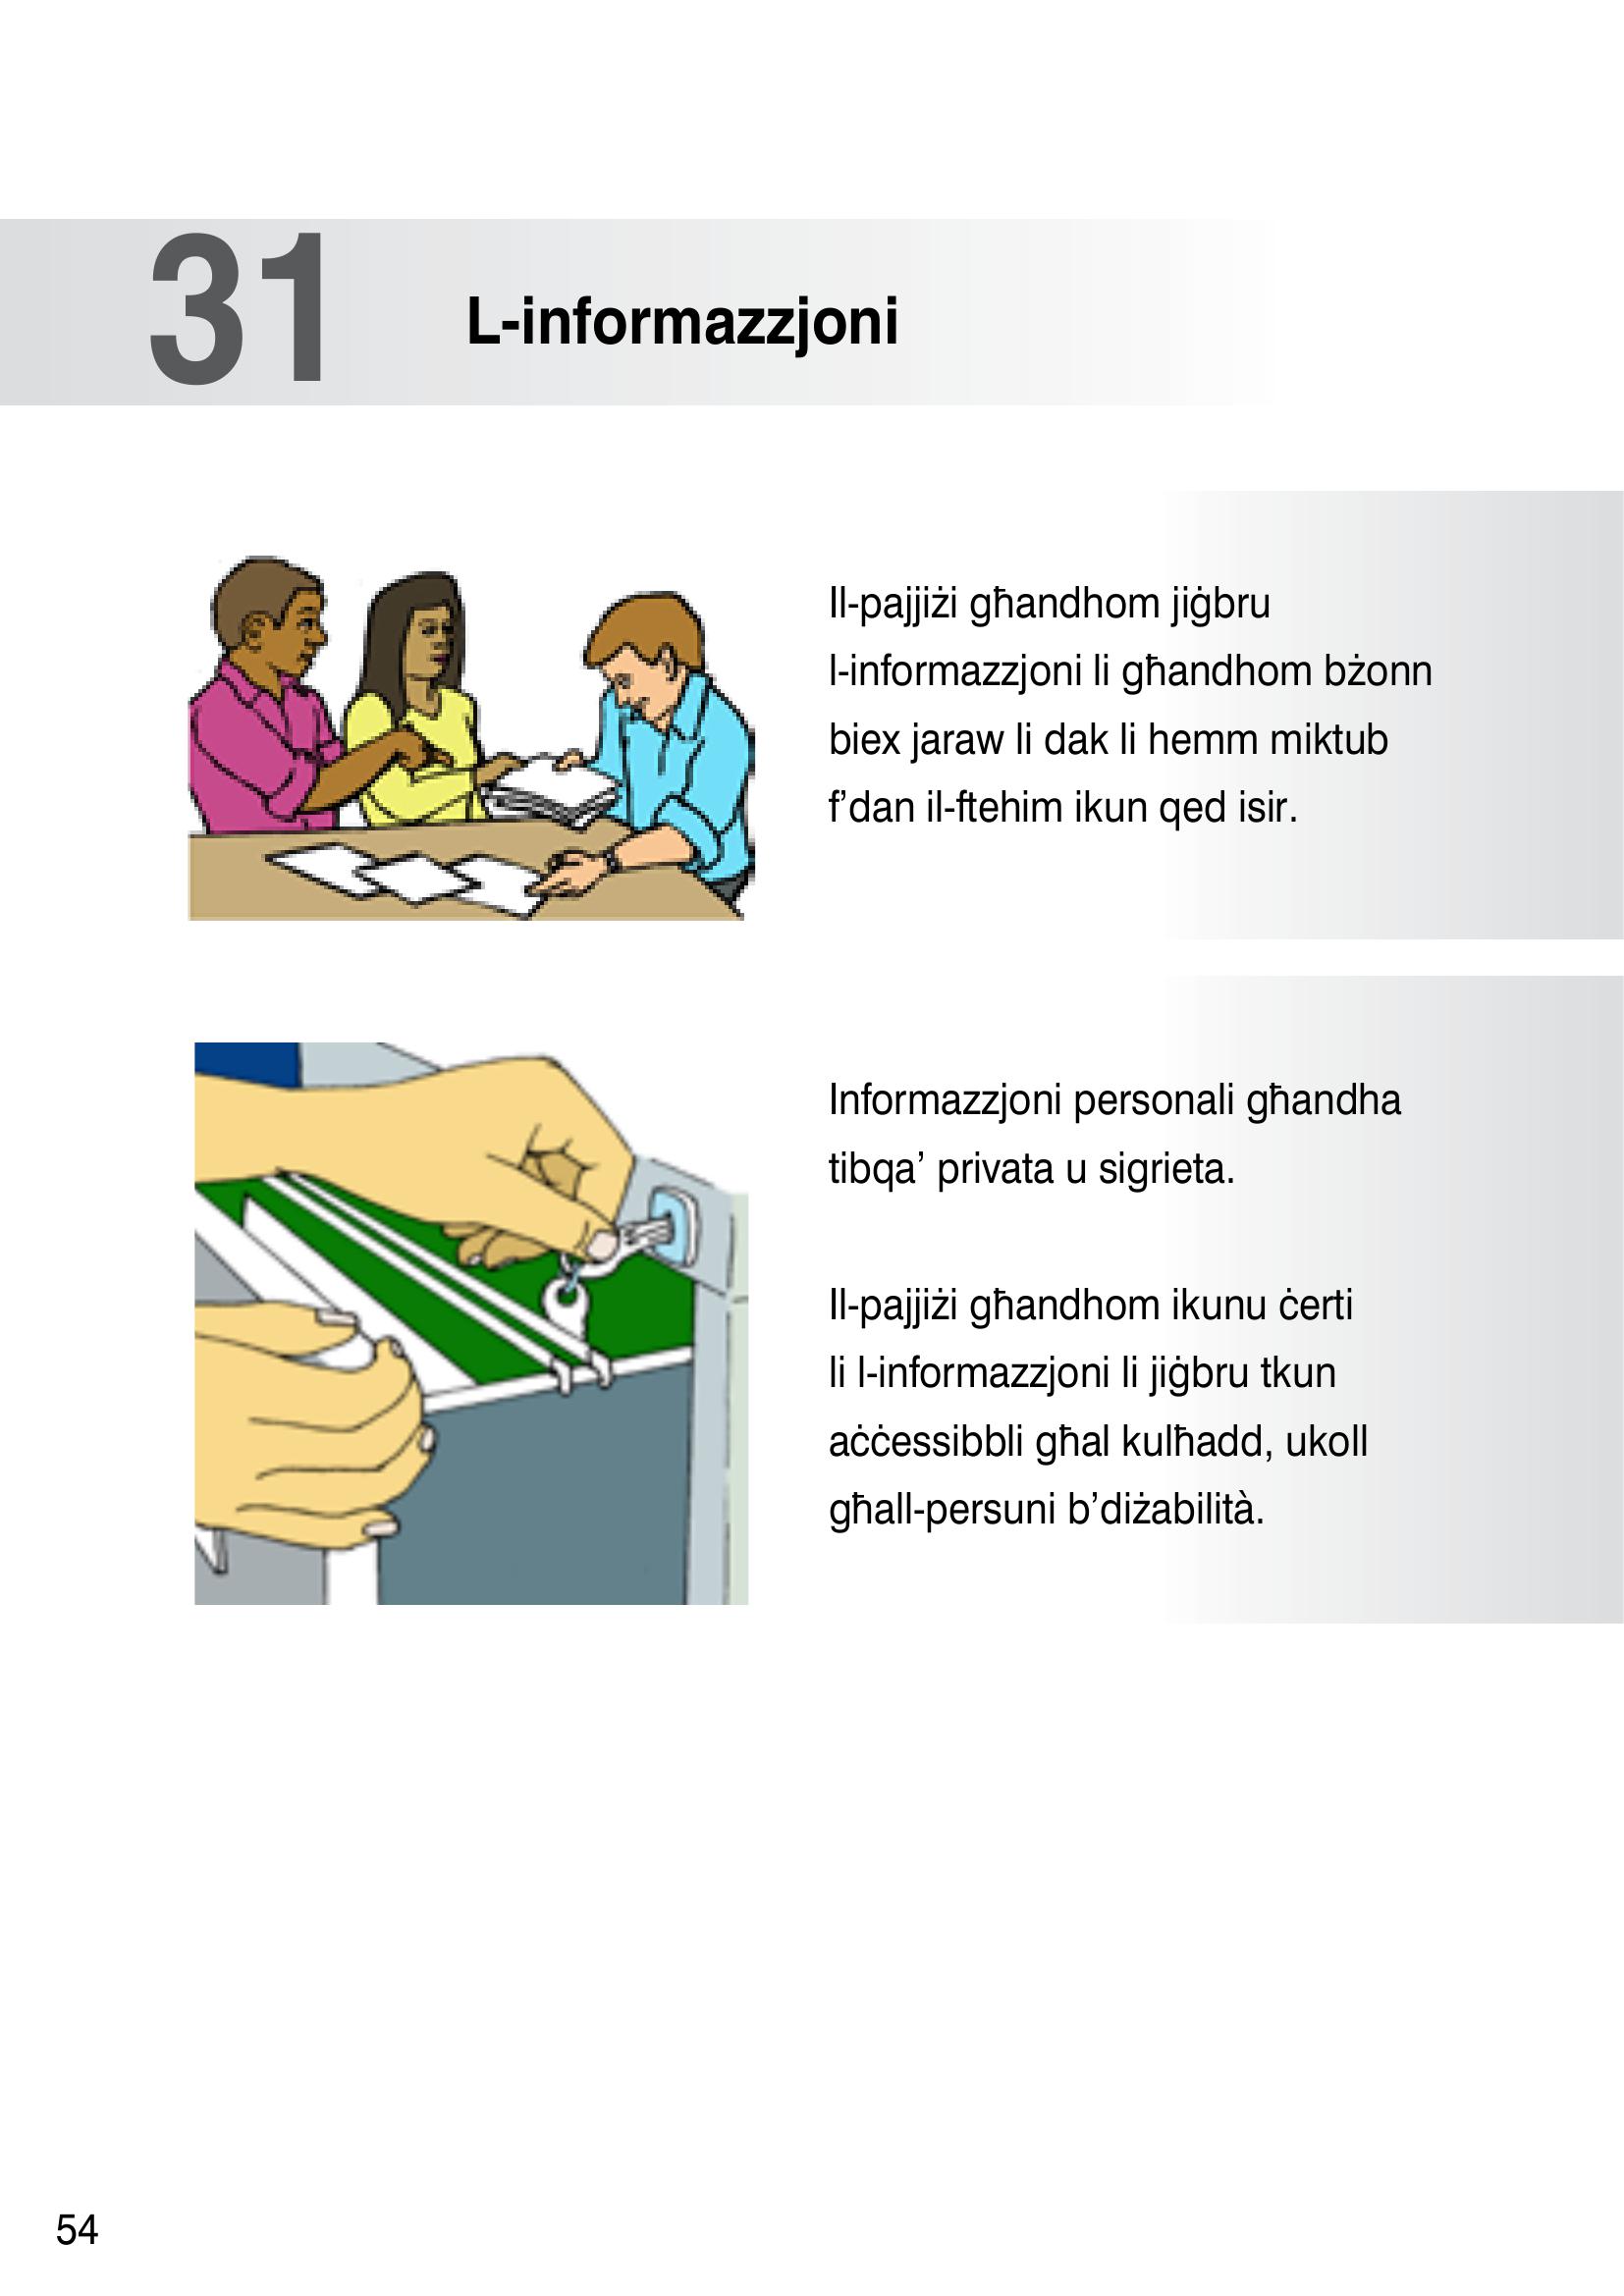 31
L-informazzjoni
Il-pajjiżi għandhom jiġbru
l-informazzjoni li għandhom bżonn
biex jaraw li dak li hemm miktub
f’dan il-ftehim ikun qed isir.
Informazzjoni personali għandha
tibqa’ privata u sigrieta.
Il-pajjiżi għandhom ikunu ċerti
li l-informazzjoni li jiġbru tkun
aċċessibbli għal kulħadd, ukoll
għall-persuni b’diżabilità.
54